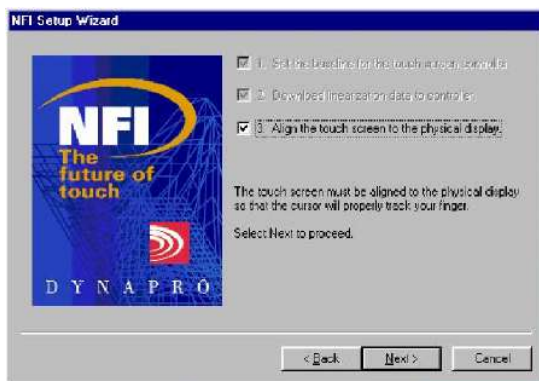 NFI Setup Wizard
1. Set the baseline for the touch screen controller
2. Download linearization data to controller
3. Align the touch screen to the physical display.
NFI
The
future of
touch
The touch screen must be aligned to the physical display
so that the cursor will properly track your finger.
Select Next to proceed.
DYNAPRO
< Back
Next >
Cancel